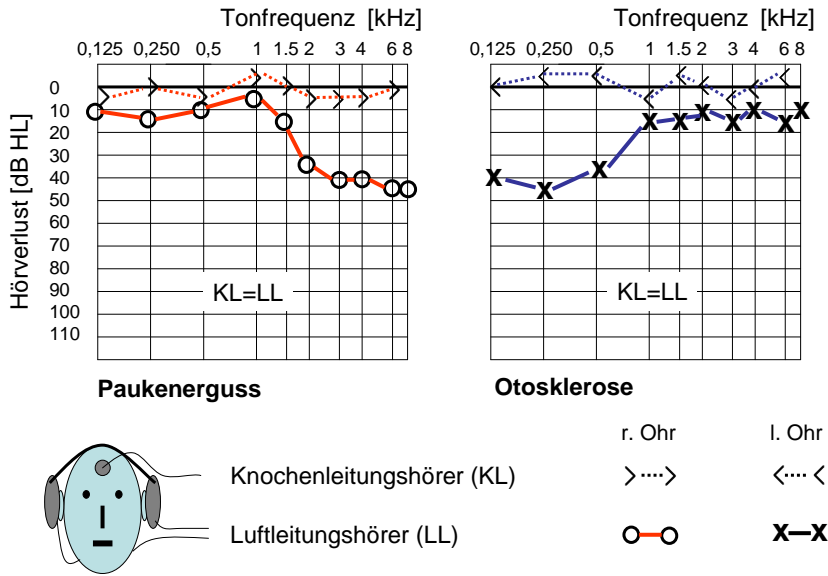 Tonfrequenz [kHz]
0,125 0,250 0,5 1 1.5 2 3 4 6 8
Hörverlust [dB HL]
0
10
20
30
40
50
60
70
80
90
100
110
KL=LL
Paukenerguss
Tonfrequenz [kHz]
0,125 0,250 0,5 1 1.5 2 3 4 6 8
KL=LL
Otosklerose
r. Ohr l. Ohr
Knochenleitungshörer (KL)
Luftleitungshörer (LL)